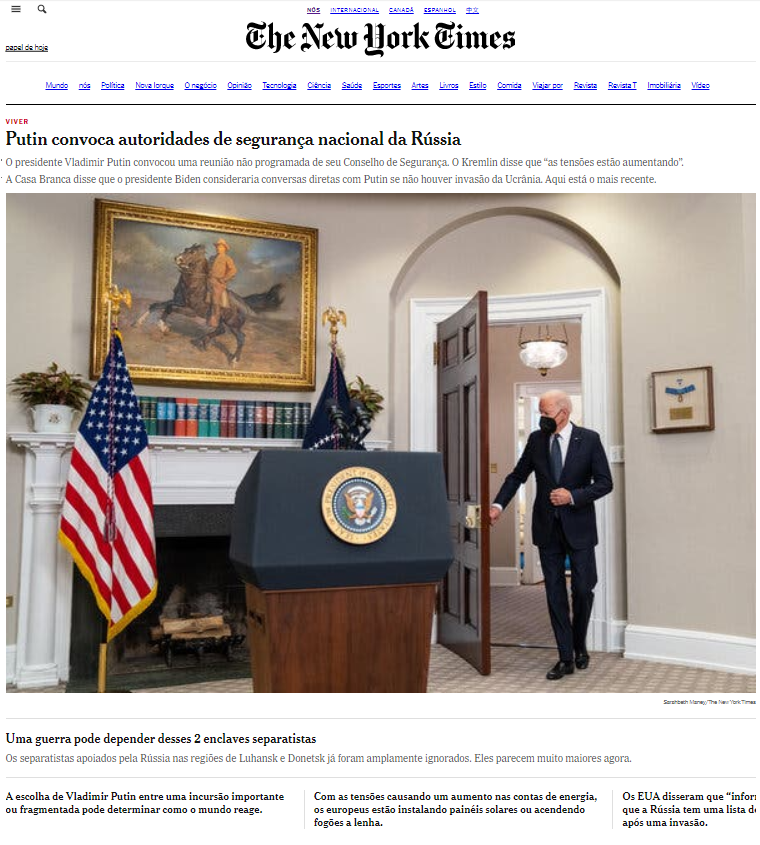 NÓS INTERNACIONAL CANADÁ ESPANHOL 中文
The New York Times
papel de hoje
Mundo nós Política Nova Iorque O negócio Opinião Tecnologia Ciência Saúde Esportes Artes Livros Estilo Comida Viajar por Revista Revista T Imobiliária Vídeo
VIVER
Putin convoca autoridades de segurança nacional da Rússia
O presidente Vladimir Putin convocou uma reunião não programada de seu Conselho de Segurança. O Kremlin disse que “as tensões estão aumentando”.
A Casa Branca disse que o presidente Biden consideraria conversas diretas com Putin se não houver invasão da Ucrânia. Aqui está o mais recente.
SEAL OF THE PRESIDENT OF THE UNITED STATES
/The New York Times
Uma guerra pode depender desses 2 enclaves separatistas
Os separatistas apoiados pela Rússia nas regiões de Luhansk e Donetsk já foram amplamente ignorados. Eles parecem muito maiores agora.
A escolha de Vladimir Putin entre uma incursão importante
ou fragmentada pode determinar como o mundo reage.
Com as tensões causando um aumento nas contas de energia,
os europeus estão instalando painéis solares ou acendendo
fogões a lenha.
Os EUA disseram que “infor
que a Rússia tem uma lista d
após uma invasão.